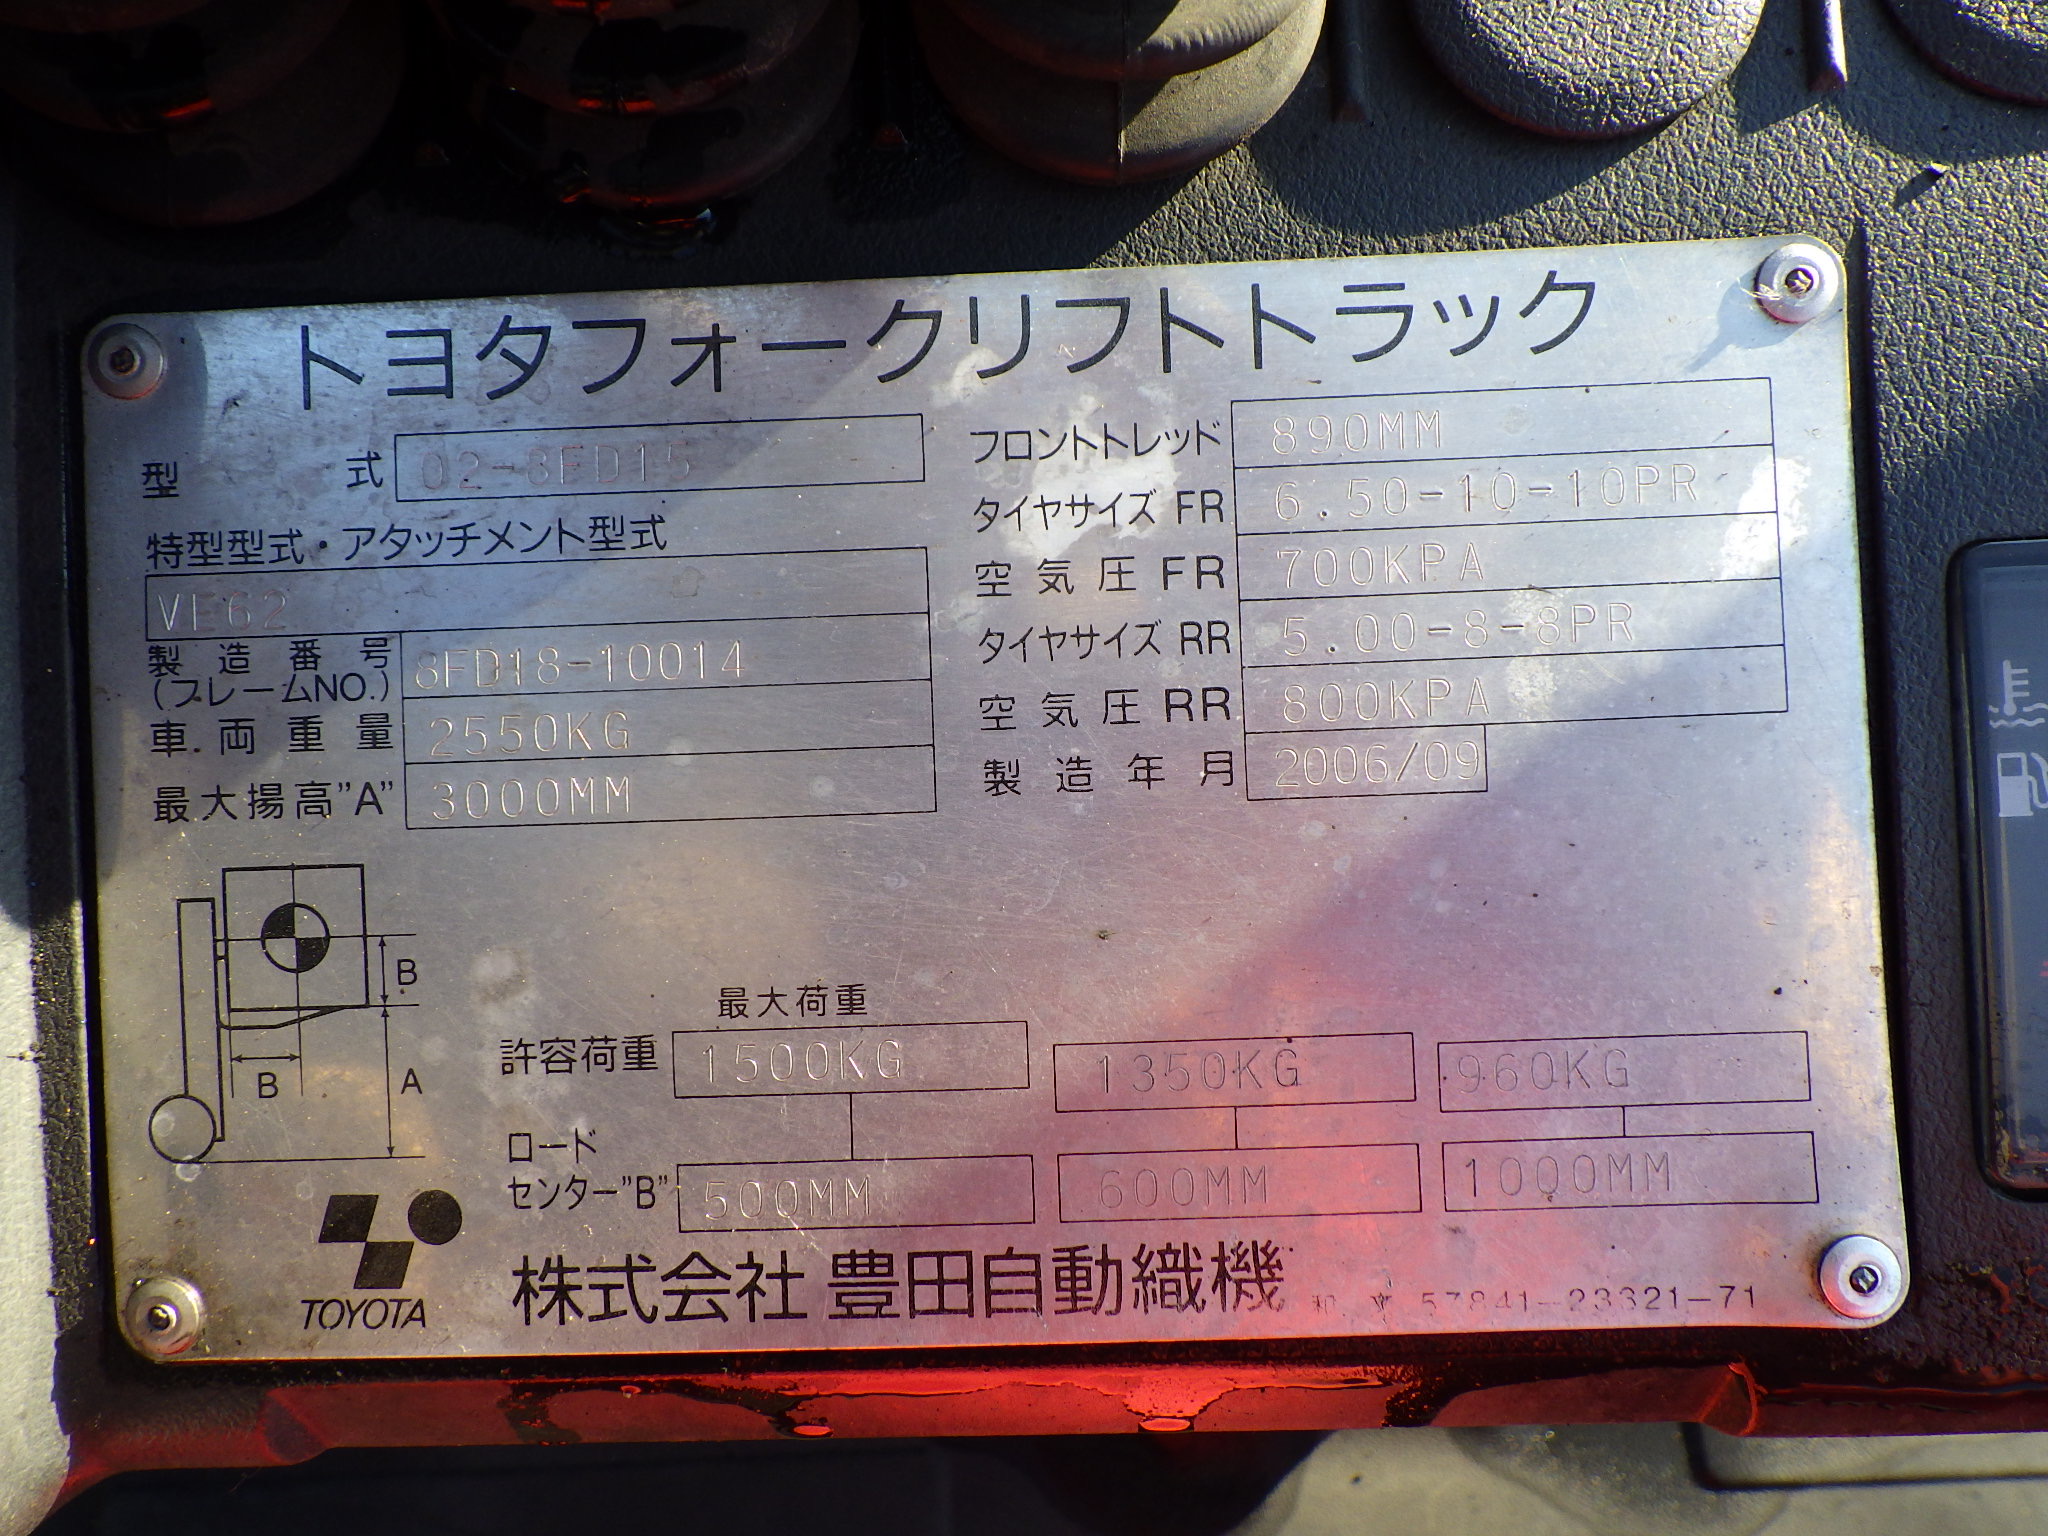 トヨタフォークリフトトラック
型式 02-8FD15
特型型式・アタッチメント型式
VF62
製造番号 8FD18-10014
(フレームNO.)
車両重量 2550KG
最大揚高"A" 3000MM
フロントトレッド 890MM
タイヤサイズ FR 6.50-10-10PR
空気圧 FR 700KPA
タイヤサイズ RR 5.00-8-8PR
空気圧 RR 800KPA
製造年月 2006/09
B
B
A
最大荷重
許容荷重 1500KG 1350KG 960KG
ロード
センター"B" 500MM 600MM 1000MM
TOYOTA
株式会社 豊田自動織機 57841-23321-71